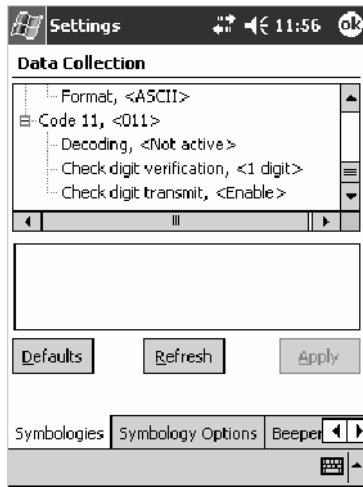 Settings 11:56 ok
Data Collection
Format, <ASCII>
Code 11, <011>
Decoding, <Not active>
Check digit verification, <1 digit>
Check digit transmit, <Enable>
Defaults Refresh Apply
Symbologies Symbology Options Beeper